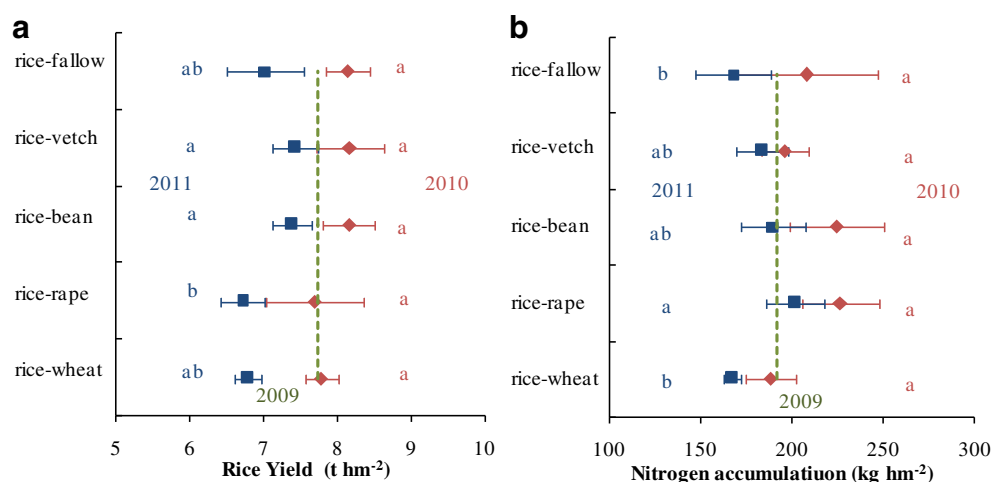 a
rice-fallow
ab
a
rice-vetch
a
a
2011
2010
rice-bean
a
a
rice-rape
b
a
rice-wheat
ab
a
2009
5 6 7 8 9 10
Rice Yield (t hm-2)
b
rice-fallow
b
a
rice-vetch
ab
a
2011
2010
rice-bean
ab
a
rice-rape
a
a
rice-wheat
b
a
2009
100 150 200 250 300
Nitrogen accumulatiuon (kg hm-2)